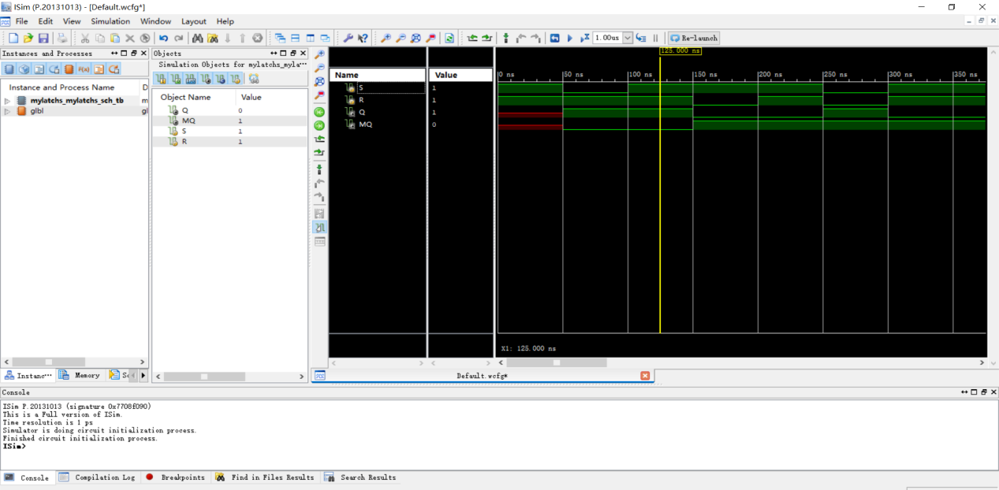 ISim (P.20131013) - [Default.wcfg*]
File Edit View Simulation Window Layout Help
1.00us Re-launch
Instances and Processes
Instance and Process Name D
mylatchs_mylatchs_sch_tb m
glbl gl
Instanc··· Memory
Objects
Simulation Objects for mylatchs_myla···
Object Name Value
Q 0
MQ 1
S 1
R 1
Name Value
S 1
R 1
Q 1
MQ 0
125.000 ns
0 ns 50 ns 100 ns 150 ns 200 ns 250 ns 300 ns 350 ns
X1: 125.000 ns
Default.wcfg*
Console
ISim P.20131013 (signature 0x7708f090)
This is a Full version of ISim.
Time resolution is 1 ps
Simulator is doing circuit initialization process.
Finished circuit initialization process.
ISim>
Console Compilation Log Breakpoints Find in Files Results Search Results